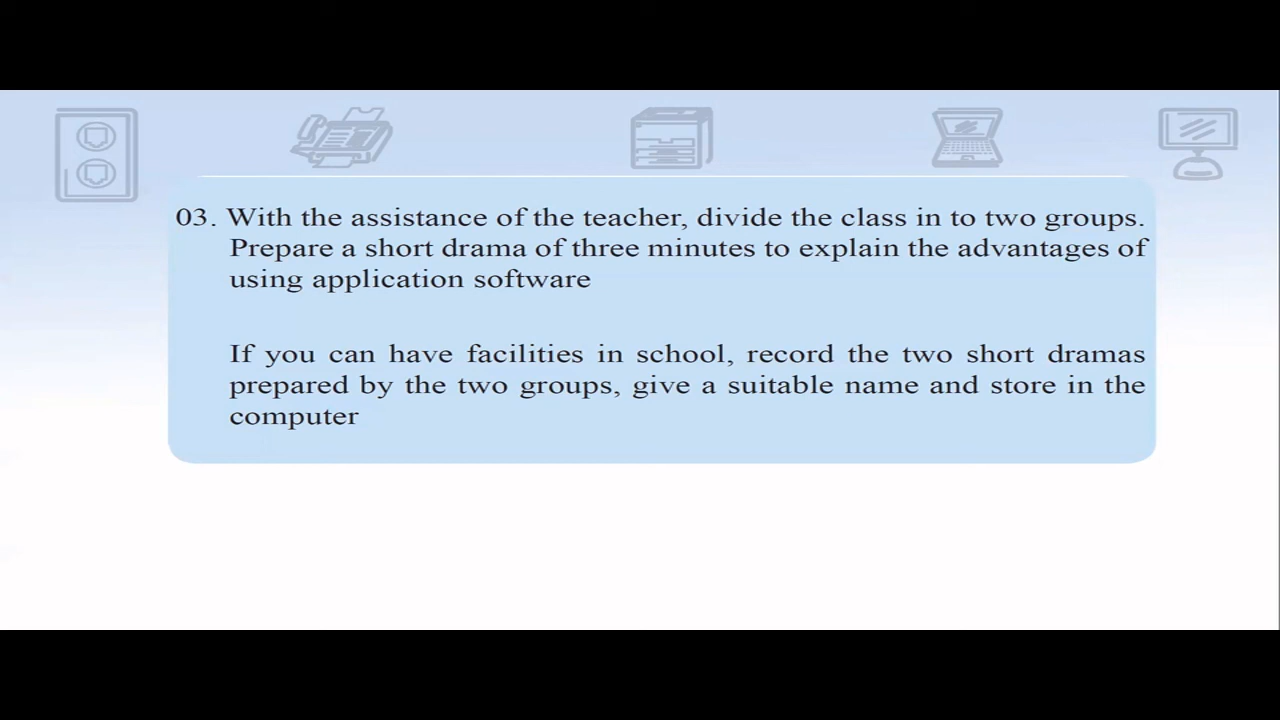 03. With the assistance of the teacher, divide the class in to two groups.
Prepare a short drama of three minutes to explain the advantages of
using application software
If you can have facilities in school, record the two short dramas
prepared by the two groups, give a suitable name and store in the
computer